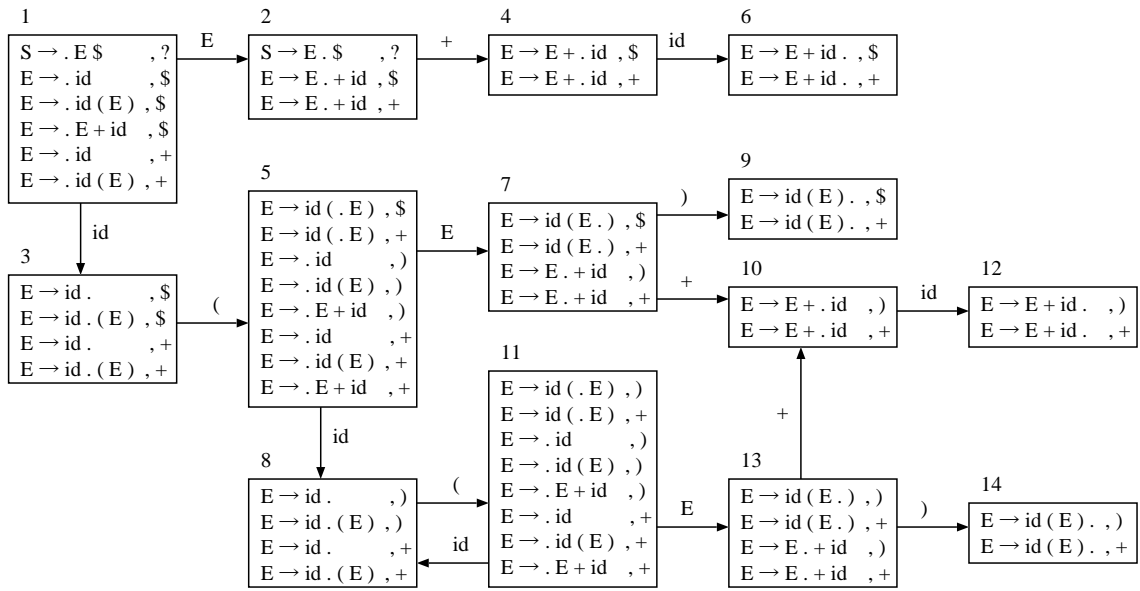 1
S → . E $ , ?
E → . id , $
E → . id ( E ) , $
E → . E + id , $
E → . id , +
E → . id ( E ) , +
E
2
S → E . $ , ?
E → E . + id , $
E → E . + id , +
+
4
E → E + . id , $
E → E + . id , +
id
6
E → E + id . , $
E → E + id . , +
id
3
E → id . , $
E → id . ( E ) , $
E → id . , +
E → id . ( E ) , +
(
5
E → id ( . E ) , $
E → id ( . E ) , +
E → . id , )
E → . id ( E ) , )
E → . E + id , )
E → . id , +
E → . id ( E ) , +
E → . E + id , +
E
7
E → id ( E . ) , $
E → id ( E . ) , +
E → E . + id , )
E → E . + id , +
)
9
E → id ( E ) . , $
E → id ( E ) . , +
+
10
E → E + . id , )
E → E + . id , +
id
12
E → E + id . , )
E → E + id . , +
id
8
E → id . , )
E → id . ( E ) , )
E → id . , +
E → id . ( E ) , +
(
id
11
E → id ( . E ) , )
E → id ( . E ) , +
E → . id , )
E → . id ( E ) , )
E → . E + id , )
E → . id , +
E → . id ( E ) , +
E → . E + id , +
E
+
13
E → id ( E . ) , )
E → id ( E . ) , +
E → E . + id , )
E → E . + id , +
)
14
E → id ( E ) . , )
E → id ( E ) . , +